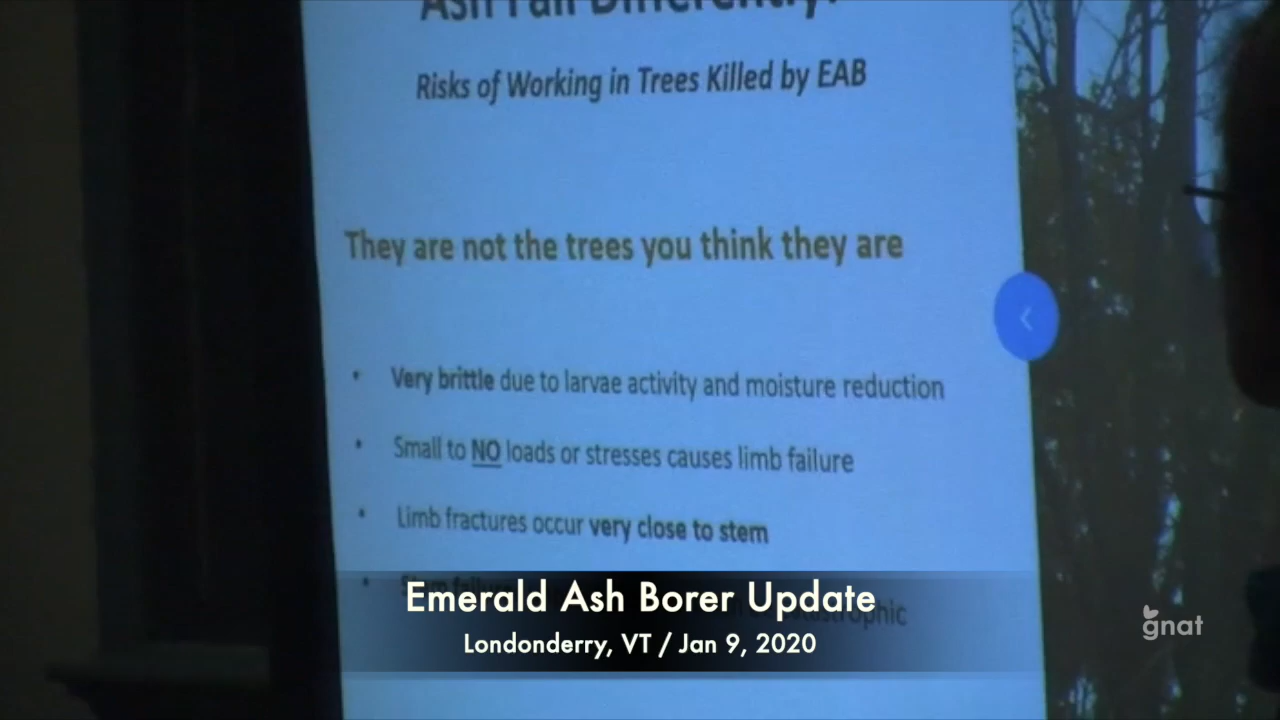 Ash Fail Differently!
Risks of Working in Trees Killed by EAB
They are not the trees you think they are
• Very brittle due to larvae activity and moisture reduction
• Small to NO loads or stresses causes limb failure
• Limb fractures occur very close to stem
Emerald Ash Borer Update
Londonderry, VT / Jan 9, 2020
gnat